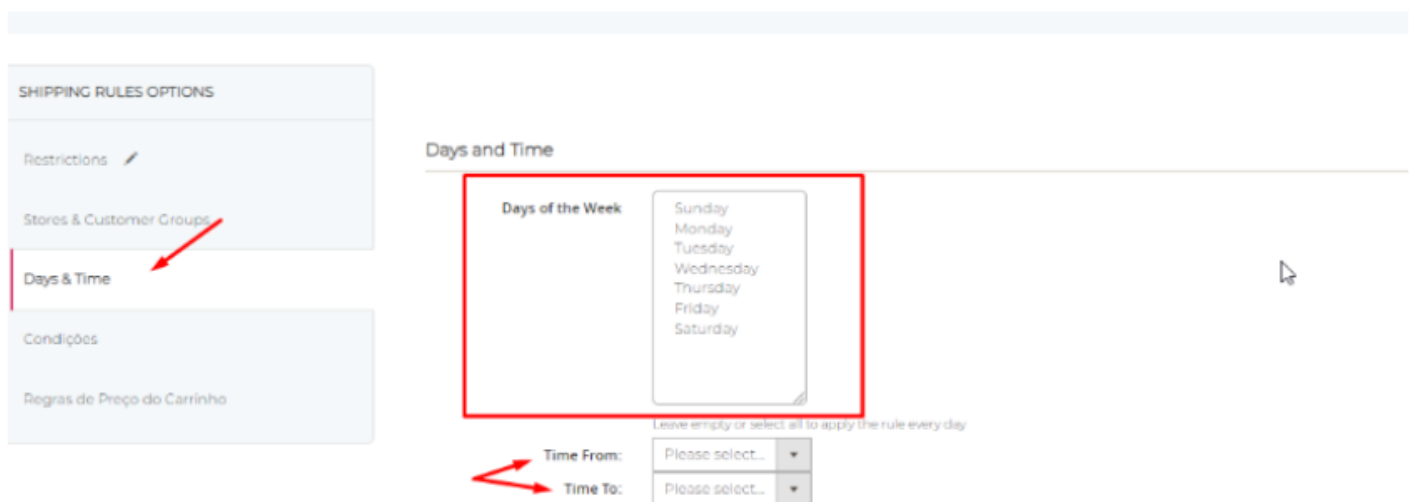 SHIPPING RULES OPTIONS
Restrictions
Stores & Customer Groups
Days & Time
Condições
Regras de Preço do Carrinho
Days and Time
Days of the Week
Sunday
Monday
Tuesday
Wednesday
Thursday
Friday
Saturday
Leave empty or select all to apply the rule every day
Time From: Please select...
Time To: Please select...